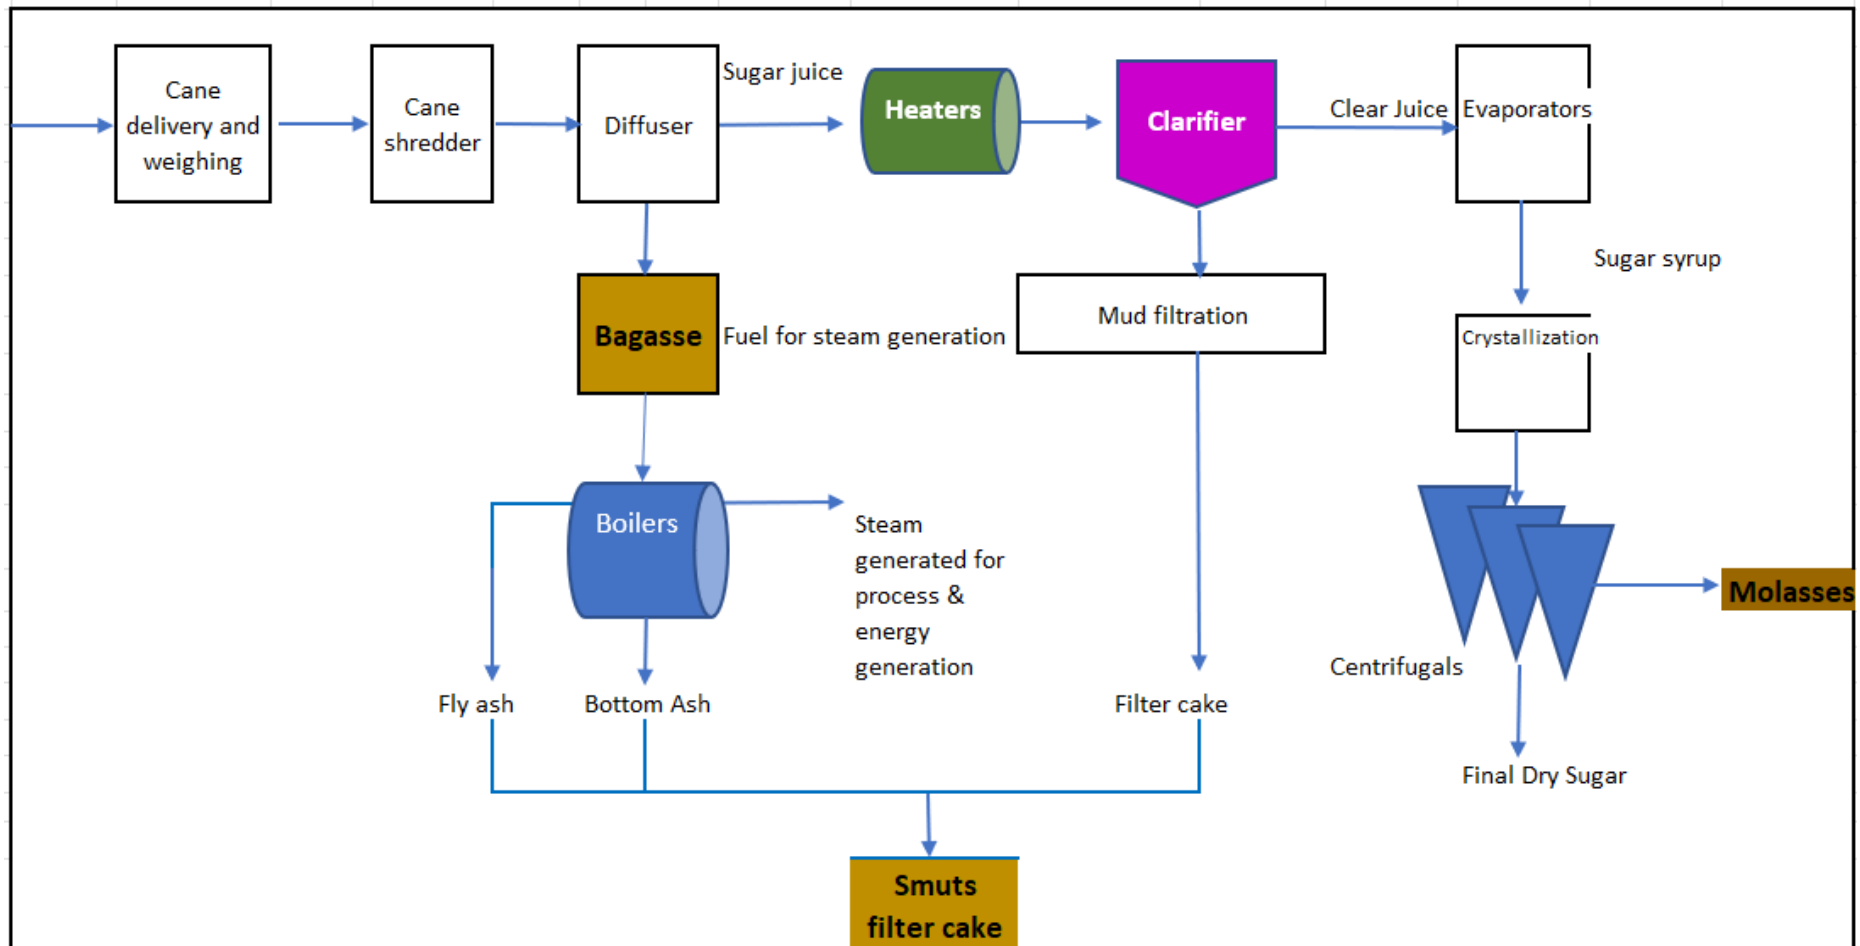 Cane
delivery and
weighing
Cane
shredder
Diffuser
Sugar juice
Heaters
Clarifier
Clear Juice
Evaporators
Sugar syrup
Bagasse
Fuel for steam generation
Mud filtration
Crystallization
Boilers
Steam
generated for
process &
energy
generation
Molasses
Centrifugals
Fly ash
Bottom Ash
Filter cake
Final Dry Sugar
Smuts
filter cake